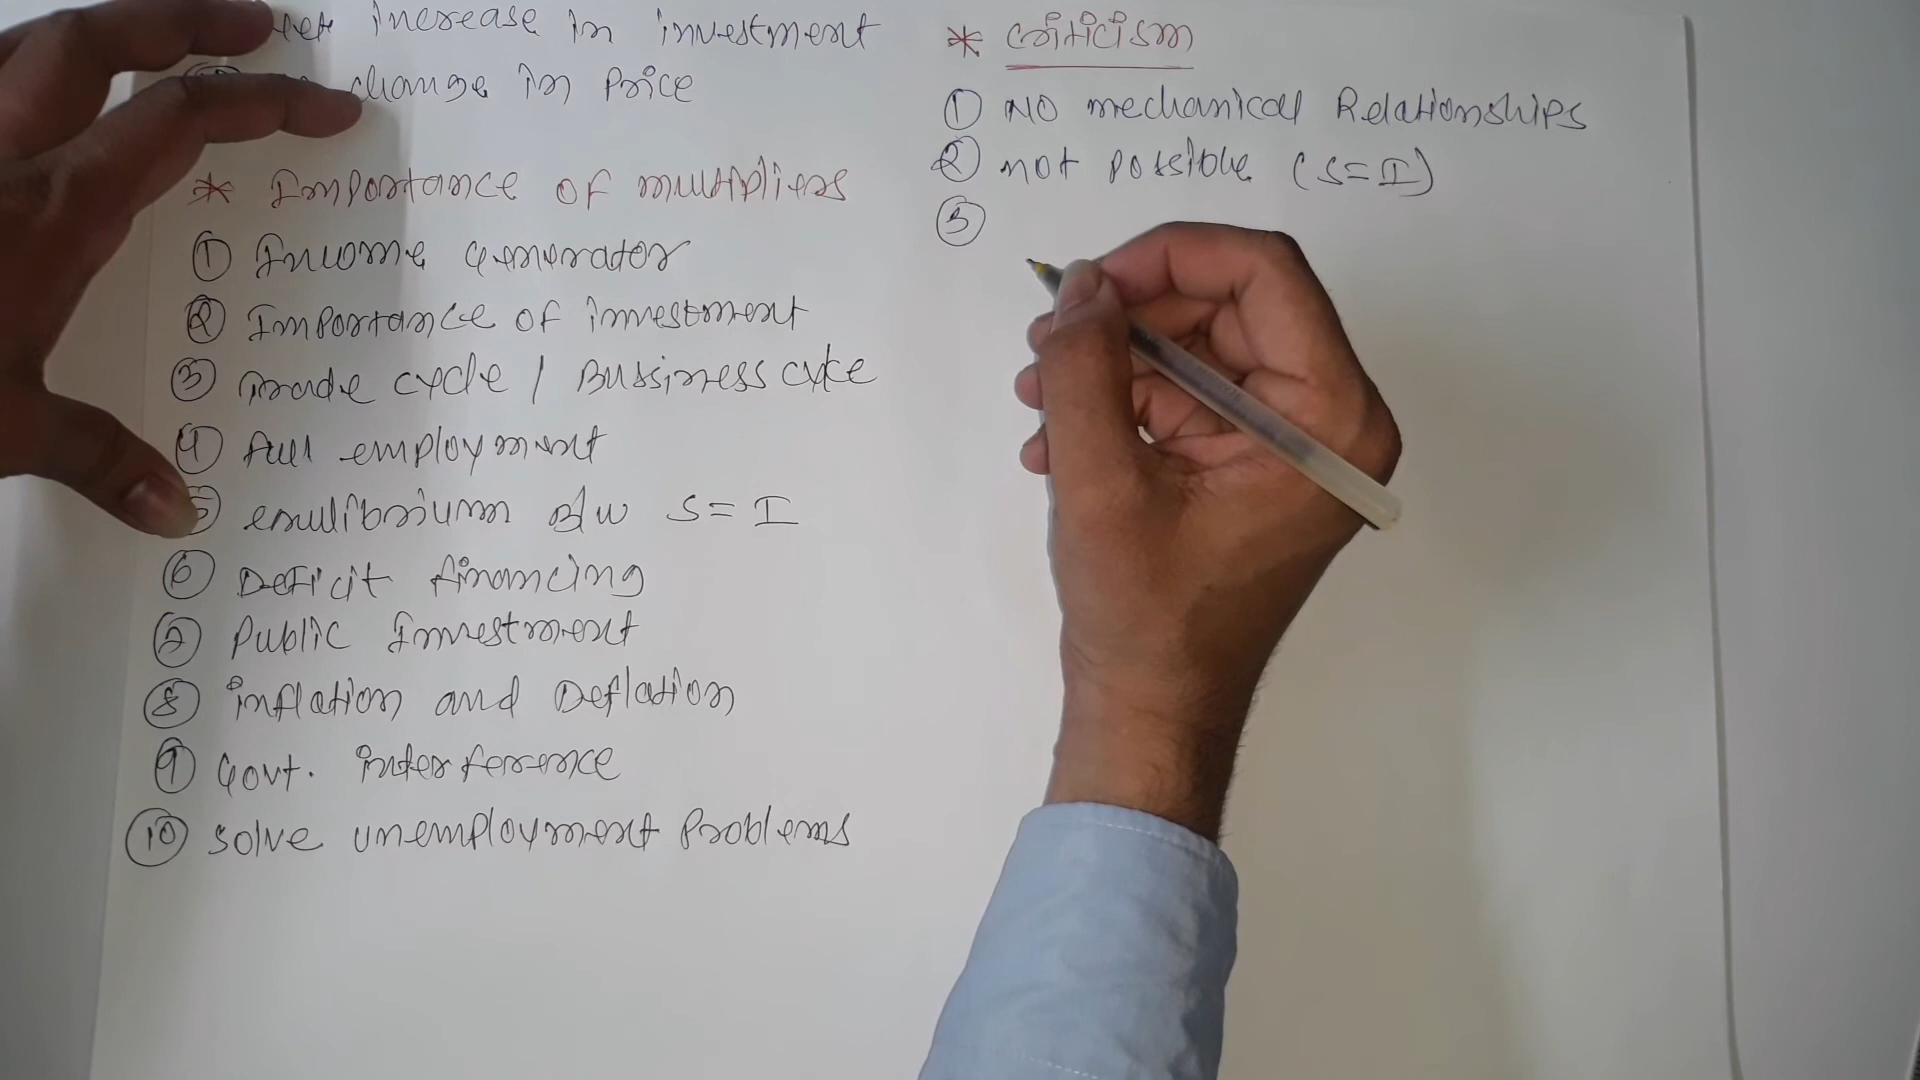 increase in investment
change in Price
* Importance of multipliers
① Income Generator
② Importance of investment
③ Trade cycle / Bussiness cycle
④ full employment
⑤ equilibrium b/w S = I
⑥ Deficit financing
⑦ Public Investment
⑧ inflation and Deflation
⑨ Govt. interference
⑩ solve unemployment Problems
* Criticism
① NO mechanical Relationships
② not possible (S = I)
③